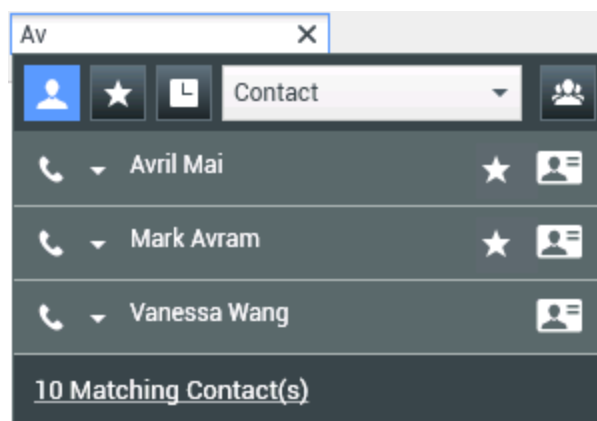 Av
Contact
Avril Mai
Mark Avram
Vanessa Wang
10 Matching Contact(s)